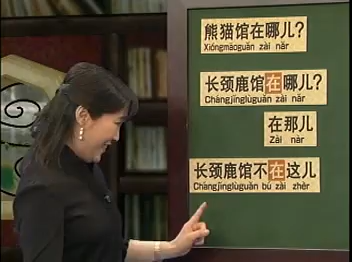 熊猫馆在哪儿?
Xióngmāoguǎn zài nǎr
长颈鹿馆在哪儿?
Chángjǐnglùguǎn zài nǎr
在那儿
Zài nàr
长颈鹿馆不在这儿
Chángjǐnglùguǎn bú zài zhèr